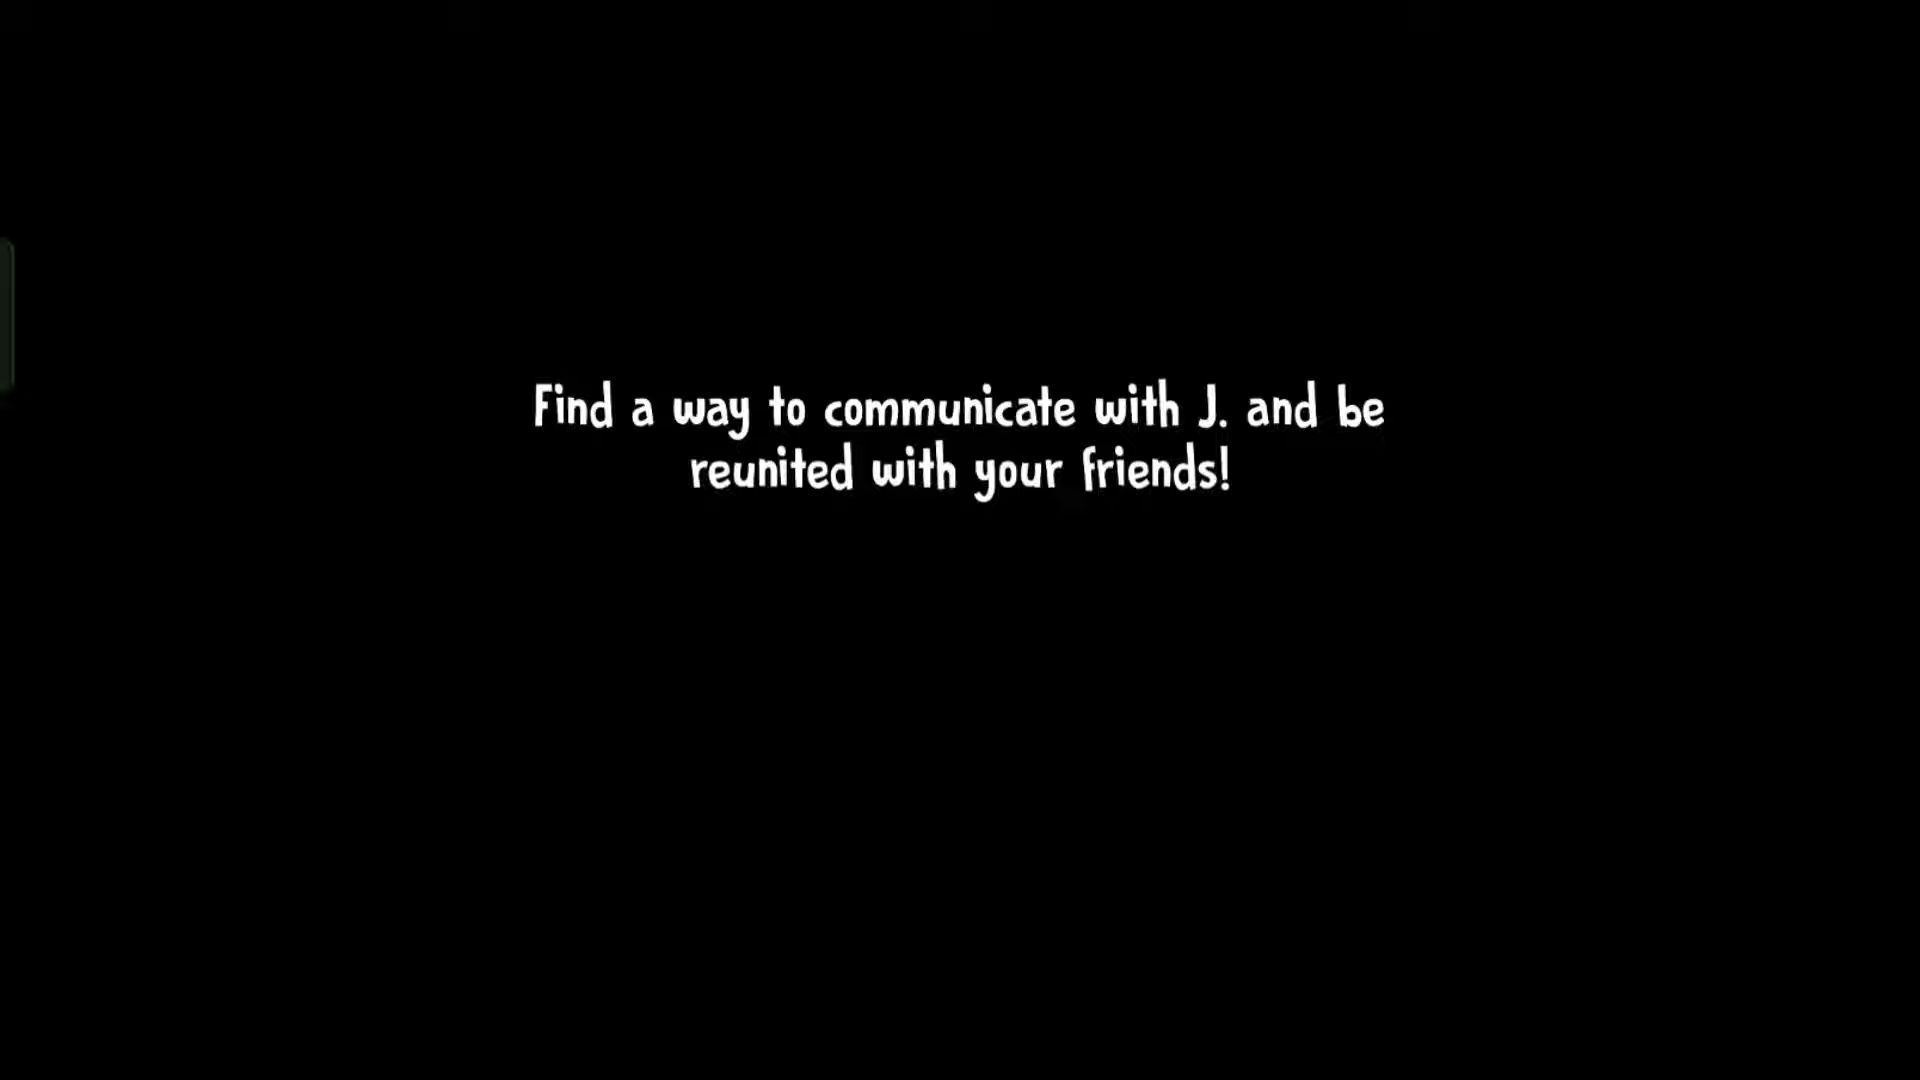 Find a way to communicate with J. and be
reunited with your friends!